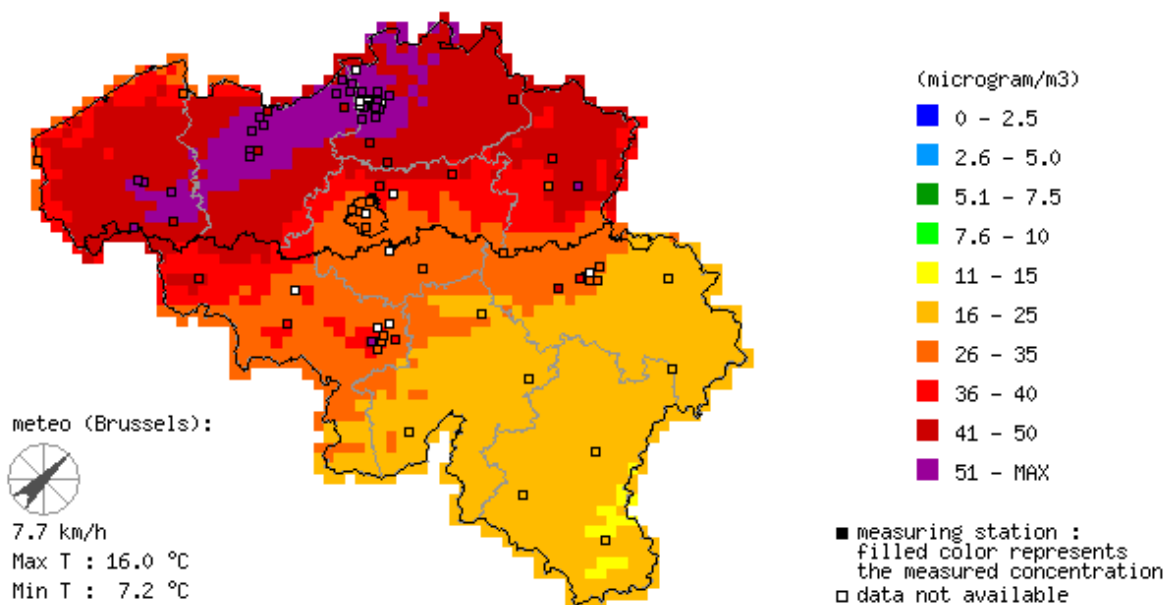 (microgram/m3)
0 - 2.5
2.6 - 5.0
5.1 - 7.5
7.6 - 10
11 - 15
16 - 25
26 - 35
36 - 40
41 - 50
51 - MAX
meteo (Brussels):
7.7 km/h
Max T : 16.0 °C
Min T :  7.2 °C
measuring station :
filled color represents
the measured concentration
data not available